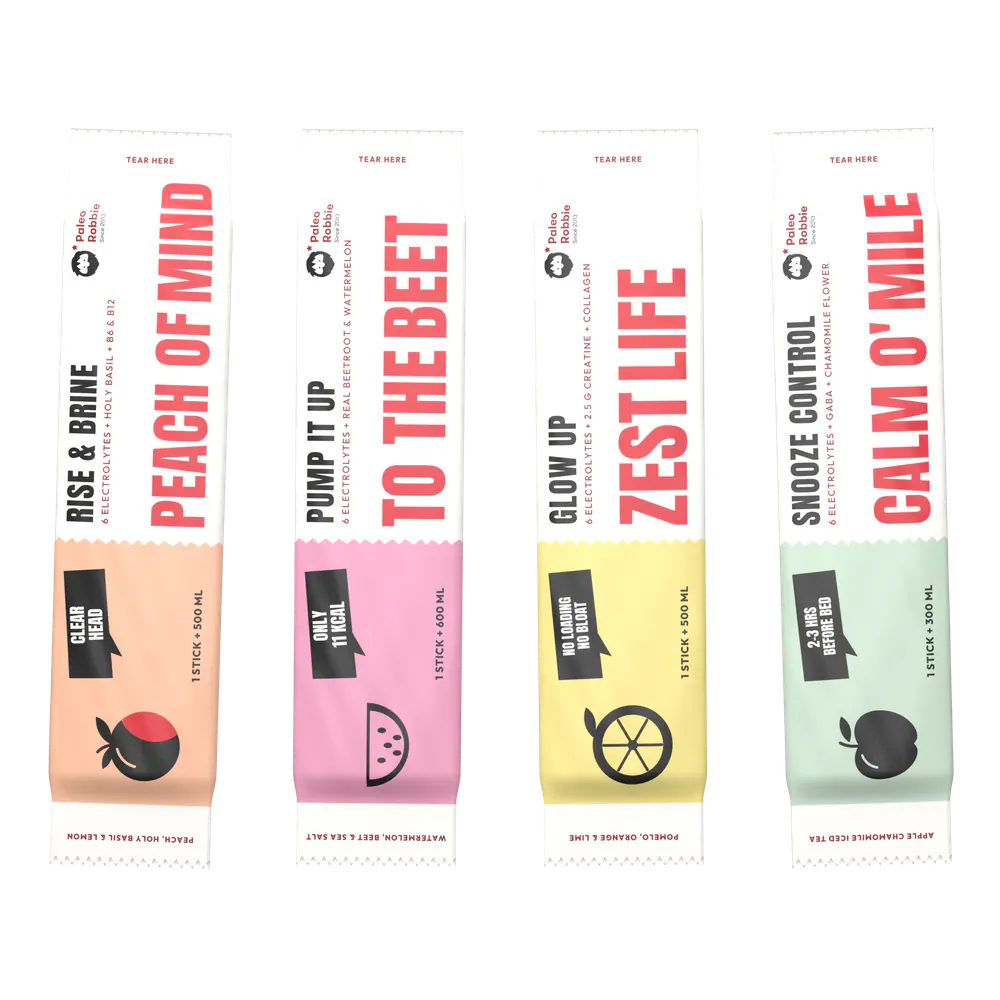 TEAR HERE
Paleo
Robbie
Since 2013
RISE & BRINE
6 ELECTROLYTES + HOLY BASIL + B6 & B12
PEACH OF MIND
CLEAR
HEAD
1 STICK + 500 ML
PEACH, HOLY BASIL & LEMON
TEAR HERE
Paleo
Robbie
Since 2013
PUMP IT UP
6 ELECTROLYTES + REAL BEETROOT & WATERMELON
TO THE BEET
ONLY
11 KCAL
1 STICK + 600 ML
WATERMELON, BEET & SEA SALT
TEAR HERE
Paleo
Robbie
Since 2013
GLOW UP
6 ELECTROLYTES + 2.5 G CREATINE + COLLAGEN
ZEST LIFE
NO LOADING
NO BLOAT
1 STICK + 500 ML
POMELO, ORANGE & LIME
TEAR HERE
Paleo
Robbie
Since 2013
SNOOZE CONTROL
6 ELECTROLYTES + GABA + CHAMOMILE FLOWER
CALM O' MILE
2-3 HRS
BEFORE BED
1 STICK + 300 ML
APPLE CHAMOMILE ICED TEA